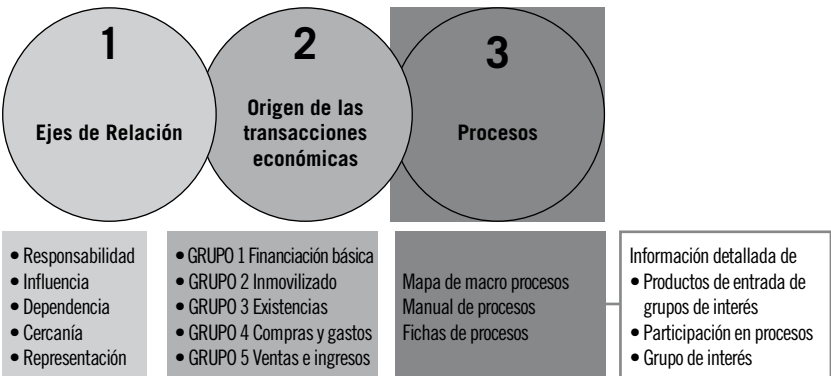 1
Ejes de Relación
2
Origen de las
transacciones
económicas
3
Procesos
• Responsabilidad
• Influencia
• Dependencia
• Cercanía
• Representación
• GRUPO 1 Financiación básica
• GRUPO 2 Inmovilizado
• GRUPO 3 Existencias
• GRUPO 4 Compras y gastos
• GRUPO 5 Ventas e ingresos
Mapa de macro procesos
Manual de procesos
Fichas de procesos
Información detallada de
• Productos de entrada de
grupos de interés
• Participación en procesos
• Grupo de interés